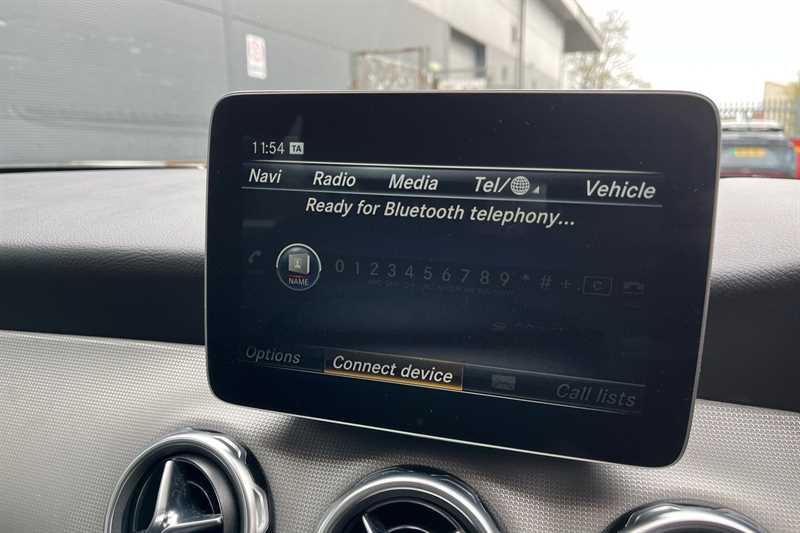 11:54 TA
Navi Radio Media Tel/ Vehicle
Ready for Bluetooth telephony...
NAME 0 1 2 3 4 5 6 7 8 9 * # + . C
Options Connect device Call lists